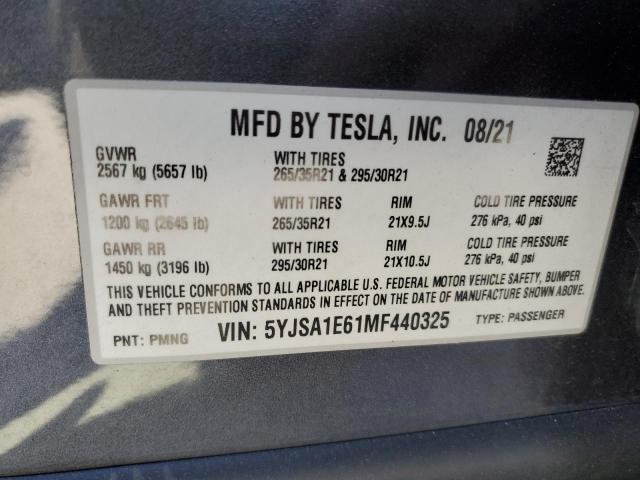 MFD BY TESLA, INC. 08/21
GVWR WITH TIRES
2567 kg (5657 lb) 265/35R21 & 295/30R21
GAWR FRT WITH TIRES RIM COLD TIRE PRESSURE
1200 kg (2645 lb) 265/35R21 21X9.5J 276 kPa, 40 psi
GAWR RR RIM COLD TIRE PRESSURE
1450 kg (3196 lb) 295/30R21 21X10.5J 276 kPa, 40 psi
THIS VEHICLE CONFORMS TO ALL APPLICABLE U.S. FEDERAL MOTOR VEHICLE SAFETY, BUMPER
AND THEFT PREVENTION STANDARDS IN EFFECT ON THE DATE OF MANUFACTURE SHOWN ABOVE.
PNT: PMNG VIN: 5YJSA1E61MF440325 TYPE: PASSENGER